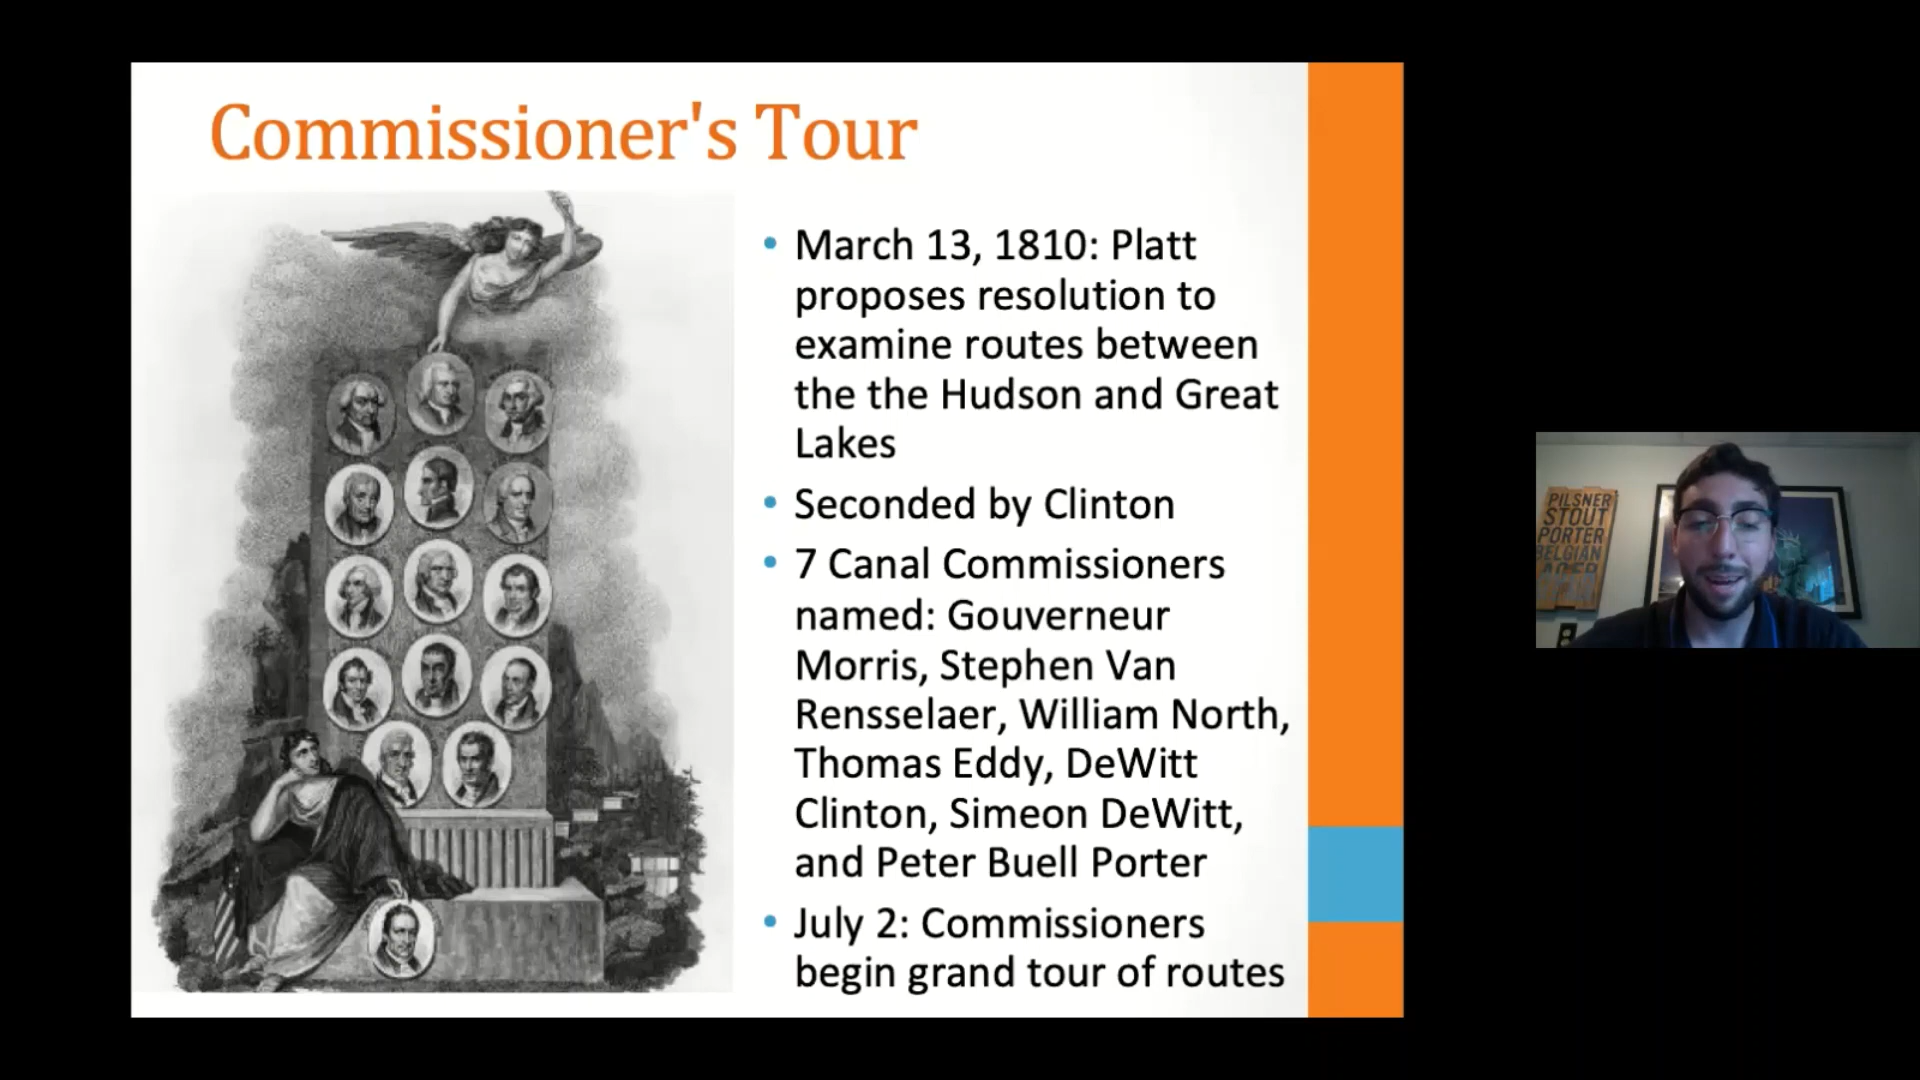 Commissioner's Tour
• March 13, 1810: Platt
proposes resolution to
examine routes between
the the Hudson and Great
Lakes
• Seconded by Clinton
• 7 Canal Commissioners
named: Gouverneur
Morris, Stephen Van
Rensselaer, William North,
Thomas Eddy, DeWitt
Clinton, Simeon DeWitt,
and Peter Buell Porter
• July 2: Commissioners
begin grand tour of routes
PILSNER
STOUT
PORTER
BELGIAN
LAGER